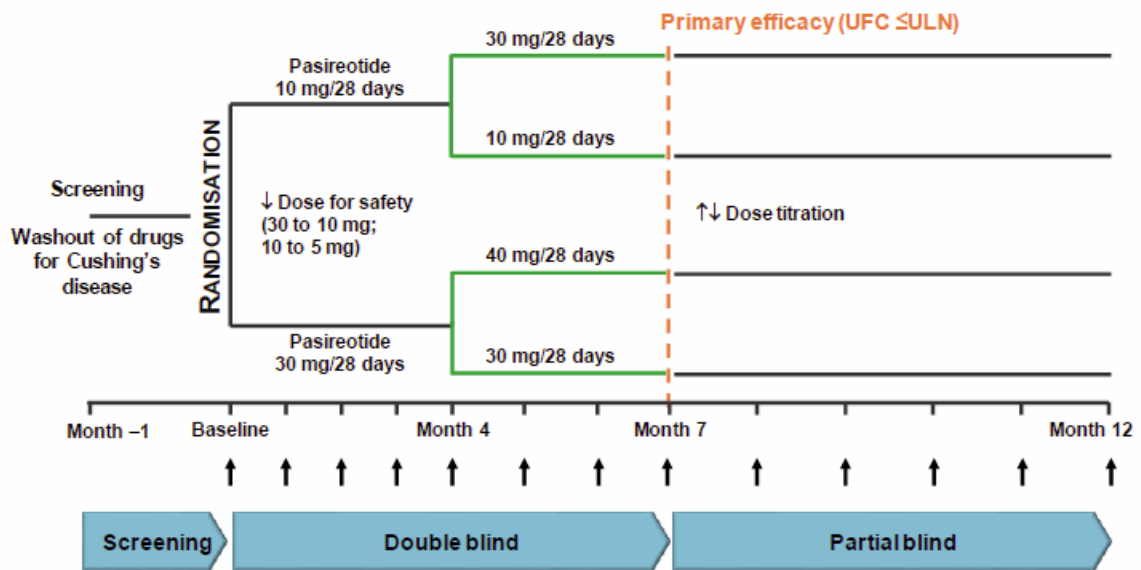 Primary efficacy (UFC ≤ULN)
30 mg/28 days
Pasireotide
10 mg/28 days
10 mg/28 days
RANDOMISATION
Screening
Washout of drugs
for Cushing's
disease
↓ Dose for safety
(30 to 10 mg;
10 to 5 mg)
↑↓ Dose titration
40 mg/28 days
Pasireotide
30 mg/28 days
30 mg/28 days
Month –1
Baseline
Month 4
Month 7
Month 12
Screening
Double blind
Partial blind